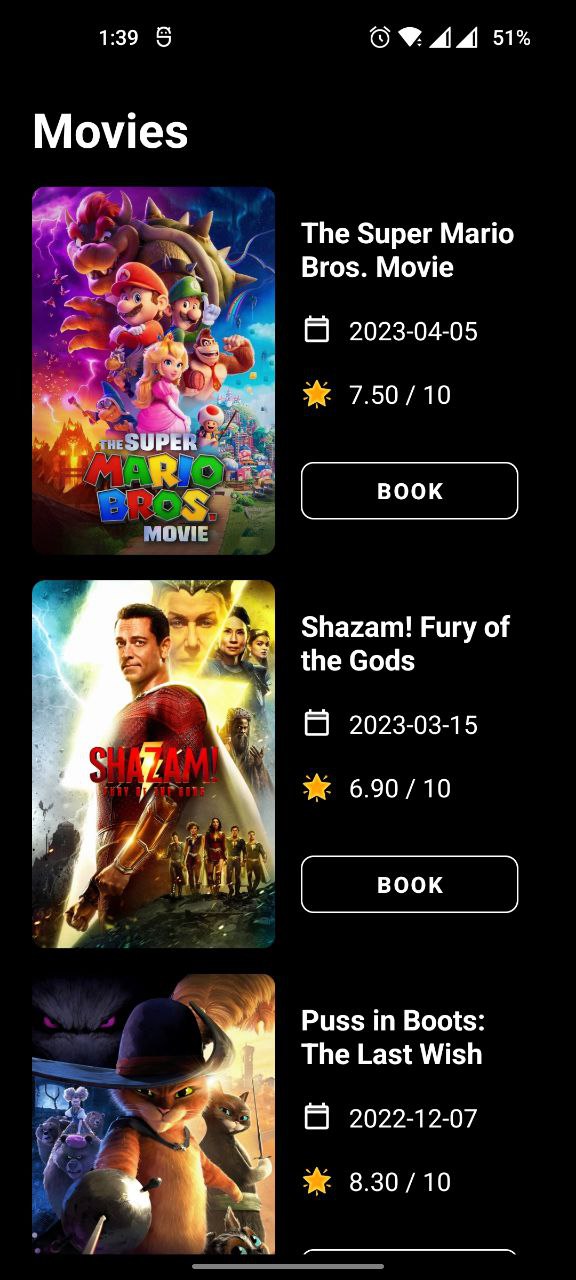 1:39
51%
Movies
THE SUPER
MARIO
BROS.
MOVIE
The Super Mario
Bros. Movie
2023-04-05
7.50 / 10
BOOK
SHAZAM!
FURY OF THE GODS
Shazam! Fury of
the Gods
2023-03-15
6.90 / 10
BOOK
Puss in Boots:
The Last Wish
2022-12-07
8.30 / 10